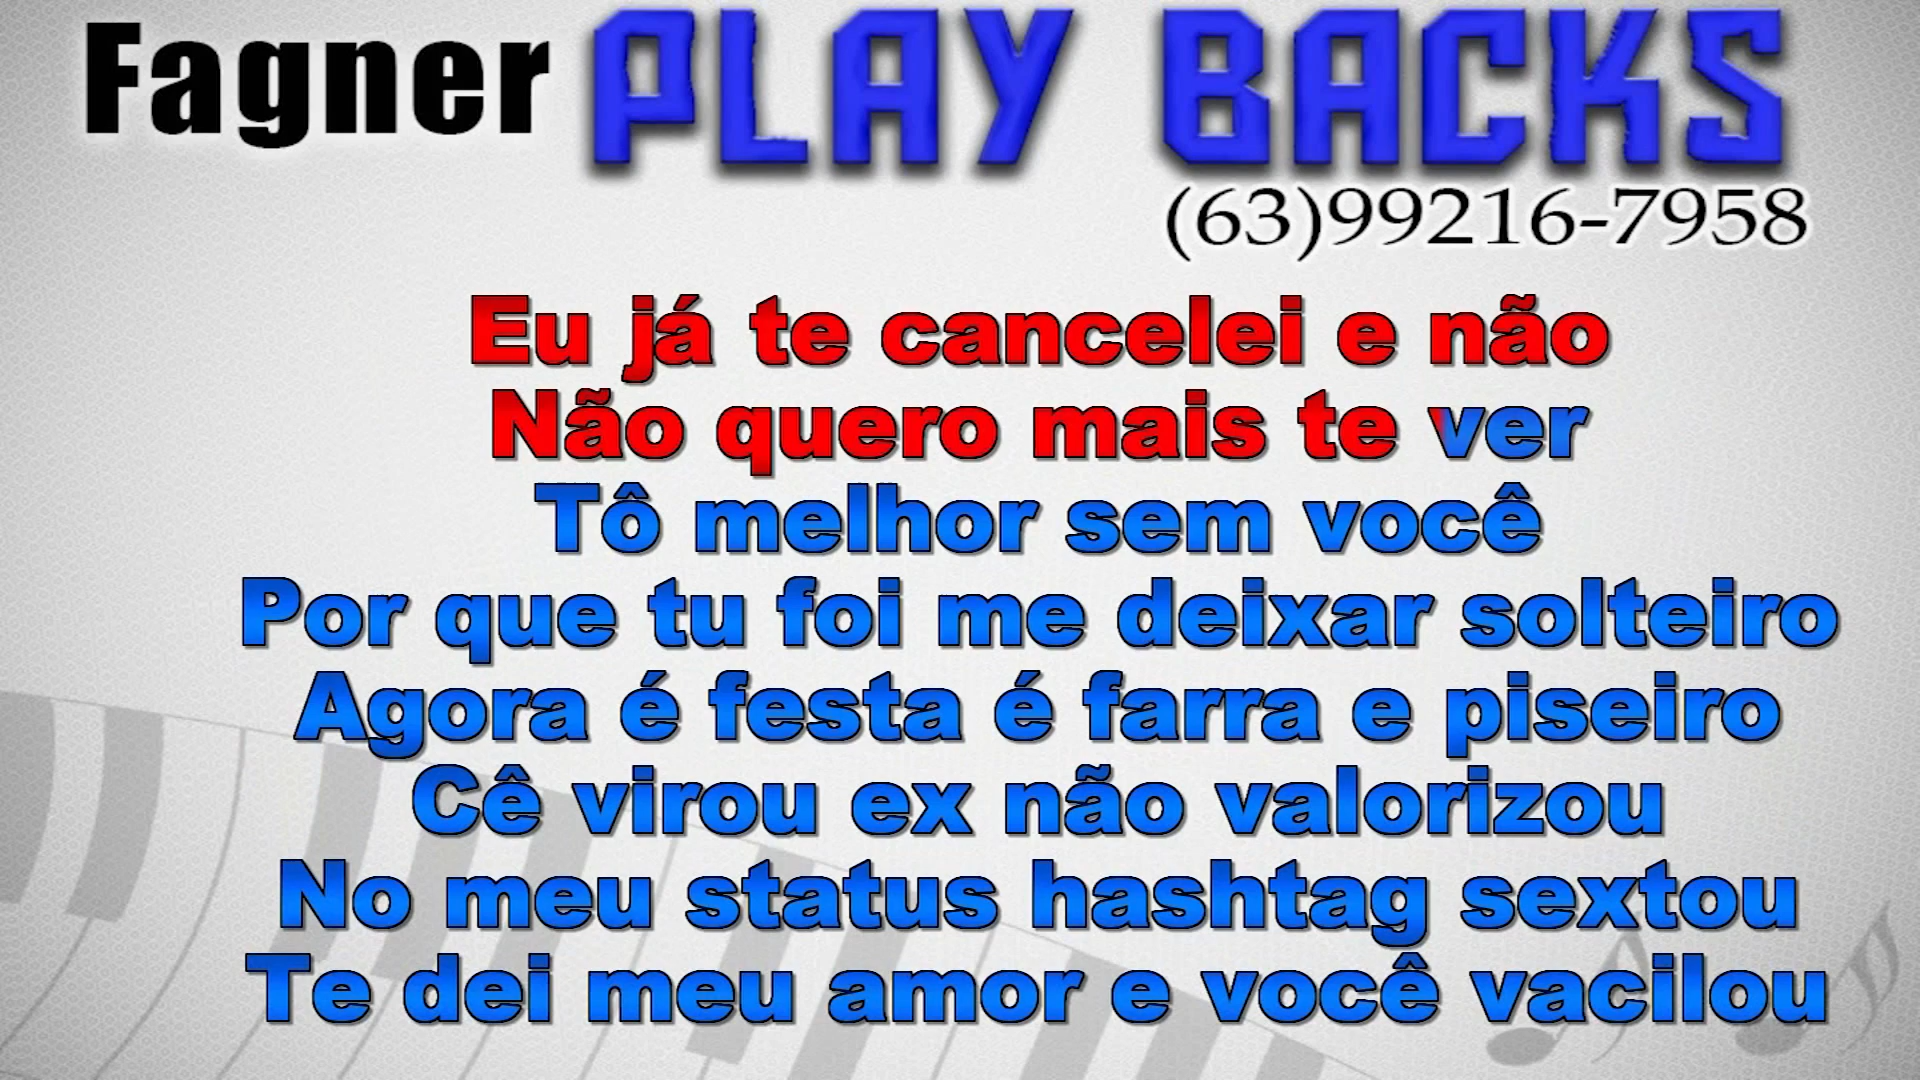 Fagner PLAY BACKS
(63)99216-7958
Eu já te cancelei e não
Não quero mais te ver
Tô melhor sem você
Por que tu foi me deixar solteiro
Agora é festa é farra e piseiro
Cê virou ex não valorizou
No meu status hashtag sextou
Te dei meu amor e você vacilou